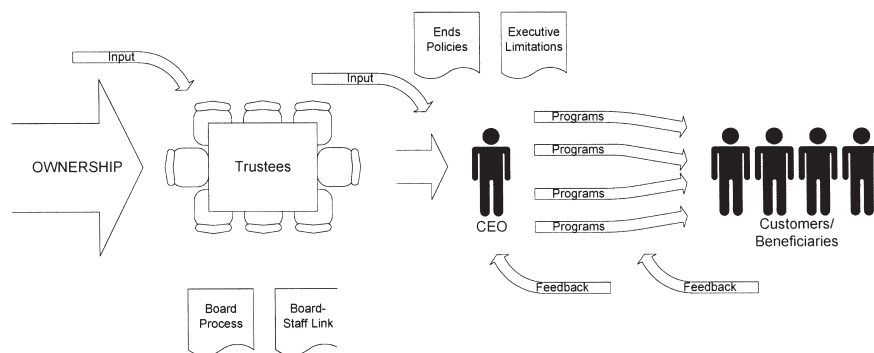 Ends
Policies
Executive
Limitations
Input
Input
OWNERSHIP
Trustees
Programs
Programs
Programs
Programs
CEO
Customers/
Beneficiaries
Feedback
Feedback
Board
Process
Board-
Staff Link